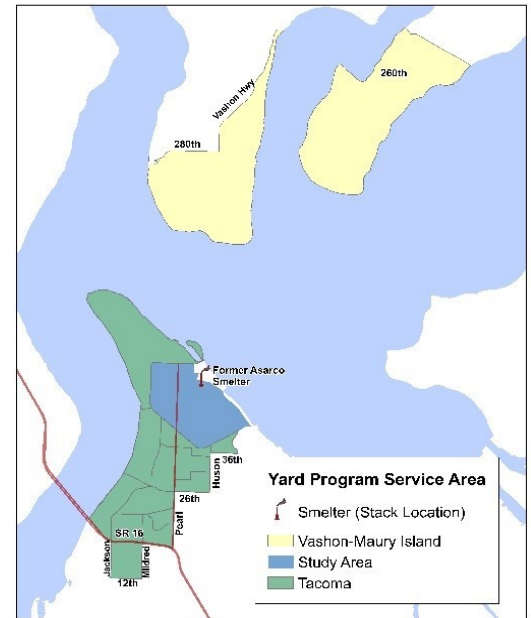 260th
Vashon Hwy
280th
Former Asarco
Smelter
36th
Huson
26th
Pearl
SR 16
Jackson
Mildred
12th
Yard Program Service Area
Smelter (Stack Location)
Vashon-Maury Island
Study Area
Tacoma